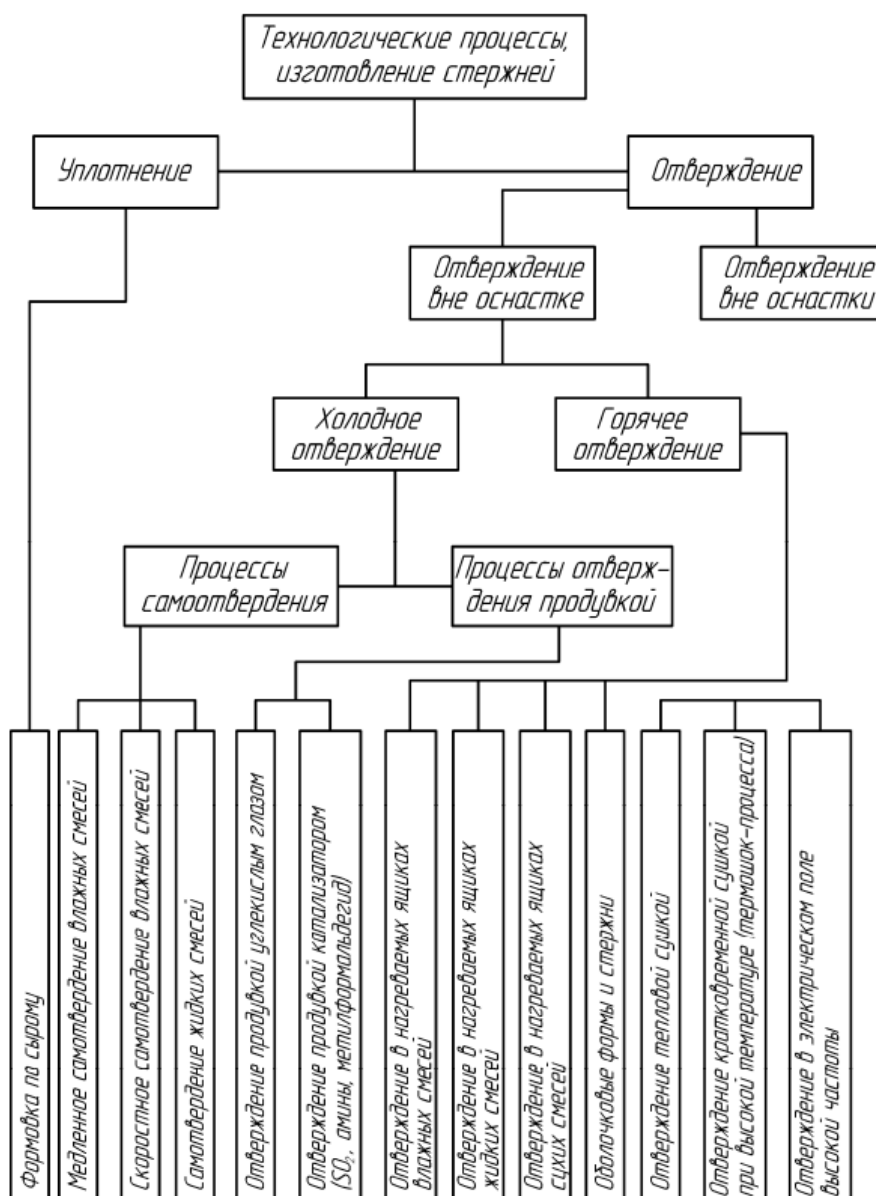 Технологические процессы,
изготовление стержней
Уплотнение
Отверждение
Отверждение
вне оснастке
Отверждение
вне оснастки
Холодное
отверждение
Горячее
отверждение
Процессы
самоотвердения
Процессы отверж-
дения продувкой
Формовка по сырому
Медленное самотвердение влажных смесей
Скоростное самотвердение влажных смесей
Самотвердение жидких смесей
Отверждение продувкой углекислым глазом
Отверждение продувкой катализатором
(SO₂, амины, метилформальдегид)
Отверждение в нагреваемых ящиках
влажных смесей
Отверждение в нагреваемых ящиках
жидких смесей
Отверждение в нагреваемых ящиках
сухих смесей
Оболочковые формы и стержни
Отверждение тепловой сушкой
Отверждение кратковременной сушкой
при высокой температуре (термошок-процесса)
Отверждение в электрическом поле
высокой частоты